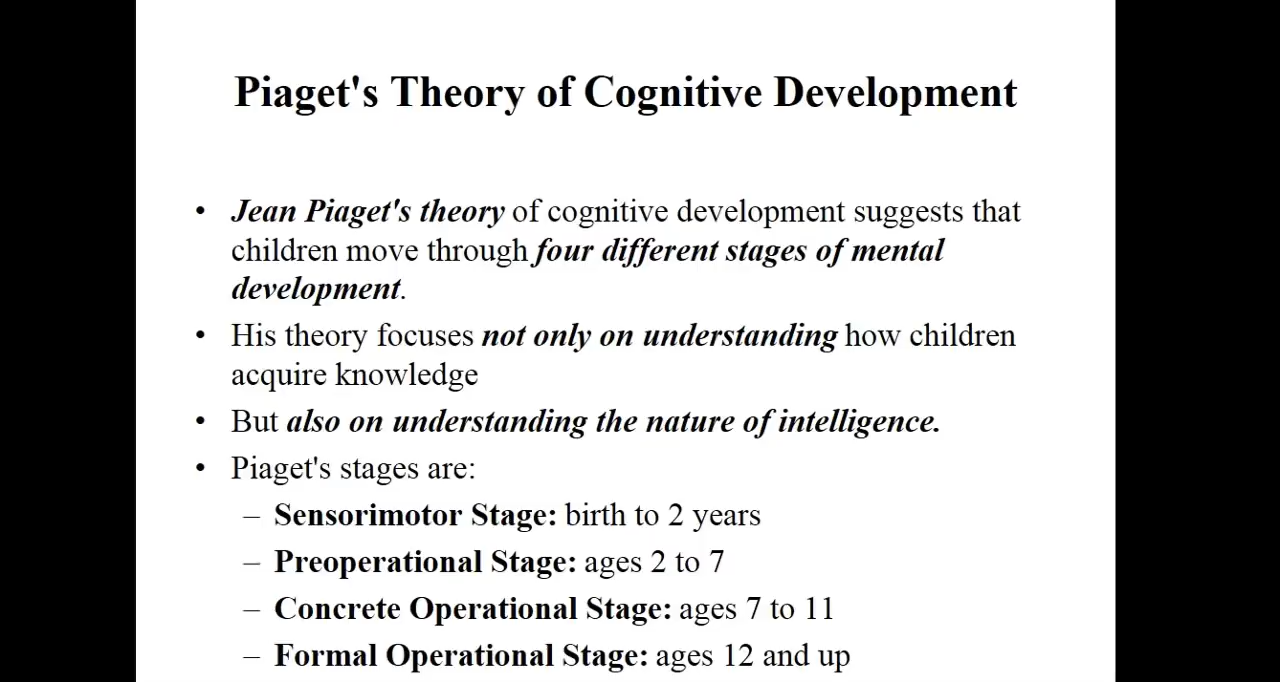 Piaget's Theory of Cognitive Development
• Jean Piaget's theory of cognitive development suggests that
children move through four different stages of mental
development.
• His theory focuses not only on understanding how children
acquire knowledge
• But also on understanding the nature of intelligence.
• Piaget's stages are:
– Sensorimotor Stage: birth to 2 years
– Preoperational Stage: ages 2 to 7
– Concrete Operational Stage: ages 7 to 11
– Formal Operational Stage: ages 12 and up